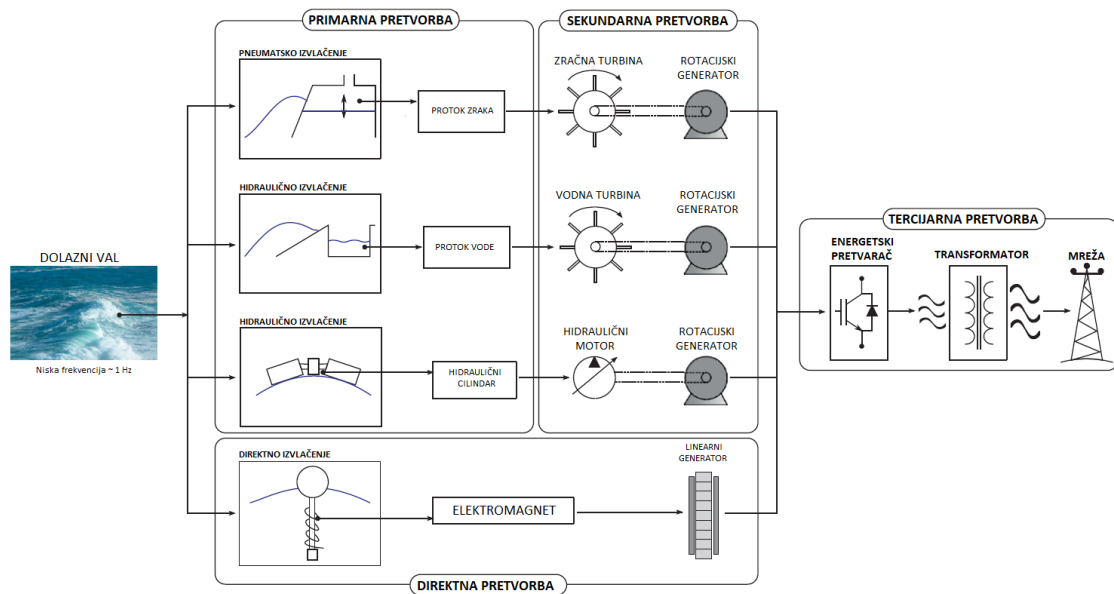 PRIMARNA PRETVORBA
SEKUNDARNA PRETVORBA
PNEUMATSKO IZVLAČENJE
PROTOK ZRAKA
ZRAČNA TURBINA
ROTACIJSKI
GENERATOR
HIDRAULIČNO IZVLAČENJE
PROTOK VODE
VODNA TURBINA
ROTACIJSKI
GENERATOR
DOLAZNI VAL
Niska frekvencija ~ 1 Hz
HIDRAULIČNO IZVLAČENJE
HIDRAULIČNI
CILINDAR
HIDRAULIČNI
MOTOR
ROTACIJSKI
GENERATOR
DIREKTNO IZVLAČENJE
ELEKTROMAGNET
LINEARNI
GENERATOR
DIREKTNA PRETVORBA
TERCIJARNA PRETVORBA
ENERGETSKI
PRETVARAČ
TRANSFORMATOR
MREŽA